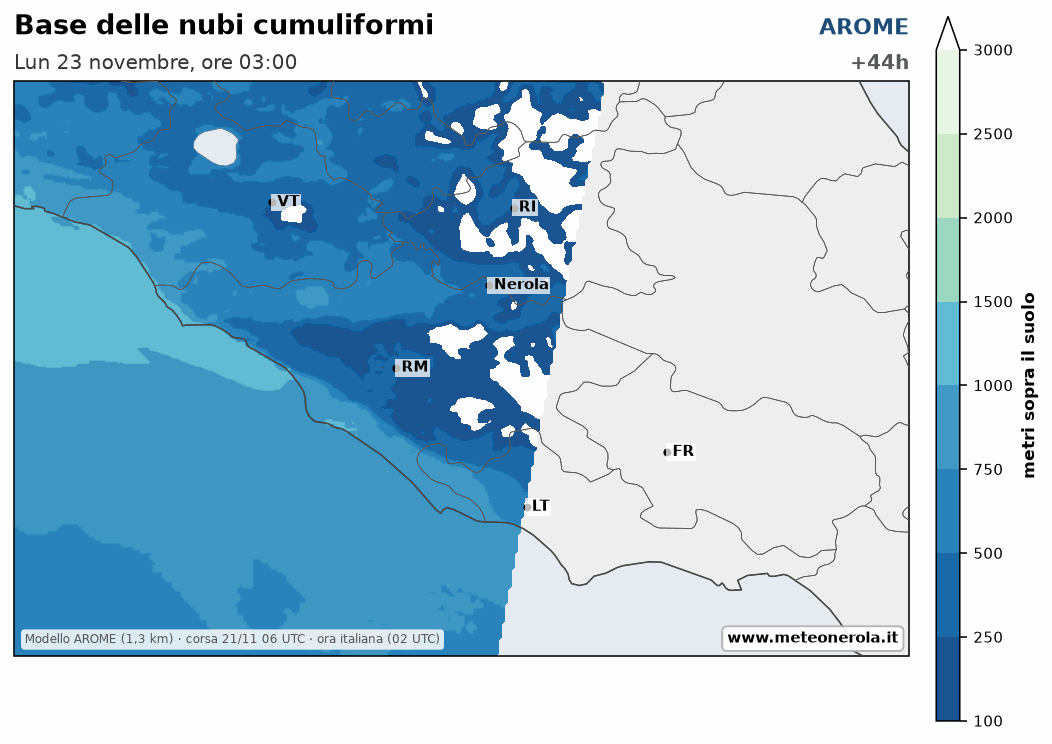 Base delle nubi cumuliformi
AROME
Lun 23 novembre, ore 03:00
+44h
VT
RI
Nerola
RM
FR
LT
Modello AROME (1,3 km) · corsa 21/11 06 UTC · ora italiana (02 UTC)
www.meteonerola.it
3000
2500
2000
1500
1000
750
500
250
100
metri sopra il suolo